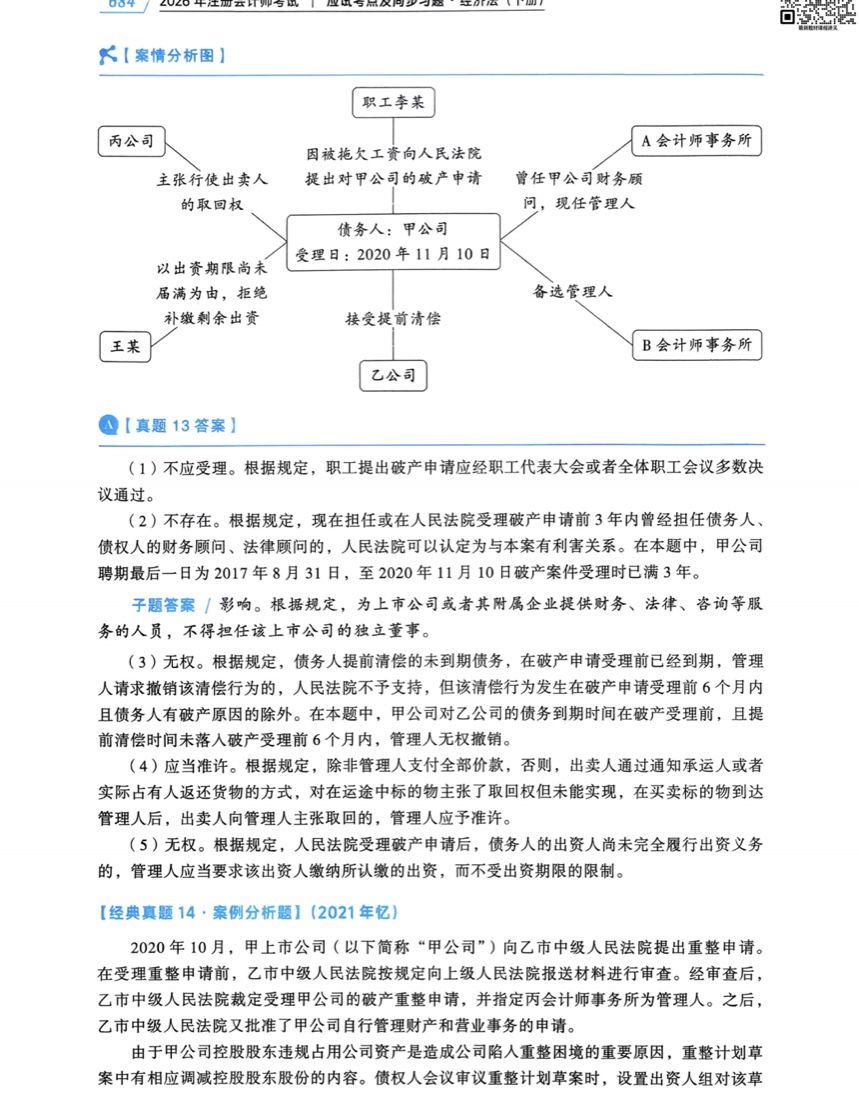 684 / 2026年注册会计师考试 | 应试考点及同步习题·经济法（下册）
【案情分析图】
职工李某
丙公司
A 会计师事务所
因被拖欠工资向人民法院
提出对甲公司的破产申请
主张行使出卖人
的取回权
曾任甲公司财务顾
问，现任管理人
债务人：甲公司
受理日：2020 年 11 月 10 日
以出资期限尚未
届满为由，拒绝
补缴剩余出资
接受提前清偿
备选管理人
王某
B 会计师事务所
乙公司
A【真题 13 答案】
（1）不应受理。根据规定，职工提出破产申请应经职工代表大会或者全体职工会议多数决
议通过。
（2）不存在。根据规定，现在担任或在人民法院受理破产申请前 3 年内曾经担任债务人、
债权人的财务顾问、法律顾问的，人民法院可以认定为与本案有利害关系。在本题中，甲公司
聘期最后一日为 2017 年 8 月 31 日，至 2020 年 11 月 10 日破产案件受理时已满 3 年。
子题答案 / 影响。根据规定，为上市公司或者其附属企业提供财务、法律、咨询等服
务的人员，不得担任该上市公司的独立董事。
（3）无权。根据规定，债务人提前清偿的未到期债务，在破产申请受理前已经到期，管理
人请求撤销该清偿行为的，人民法院不予支持，但该清偿行为发生在破产申请受理前 6 个月内
且债务人有破产原因的除外。在本题中，甲公司对乙公司的债务到期时间在破产受理前，且提
前清偿时间未落入破产受理前 6 个月内，管理人无权撤销。
（4）应当准许。根据规定，除非管理人支付全部价款，否则，出卖人通过通知承运人或者
实际占有人返还货物的方式，对在运途中标的物主张了取回权但未能实现，在买卖标的物到达
管理人后，出卖人向管理人主张取回的，管理人应予准许。
（5）无权。根据规定，人民法院受理破产申请后，债务人的出资人尚未完全履行出资义务
的，管理人应当要求该出资人缴纳所认缴的出资，而不受出资期限的限制。
【经典真题 14·案例分析题】（2021 年忆）
2020 年 10 月，甲上市公司（以下简称“甲公司”）向乙市中级人民法院提出重整申请。
在受理重整申请前，乙市中级人民法院按规定向上级人民法院报送材料进行审查。经审查后，
乙市中级人民法院裁定受理甲公司的破产重整申请，并指定丙会计师事务所为管理人。之后，
乙市中级人民法院又批准了甲公司自行管理财产和营业事务的申请。
由于甲公司控股股东违规占用公司资产是造成公司陷入重整困境的重要原因，重整计划草
案中有相应调减控股股东股份的内容。债权人会议审议重整计划草案时，设置出资人组对该草